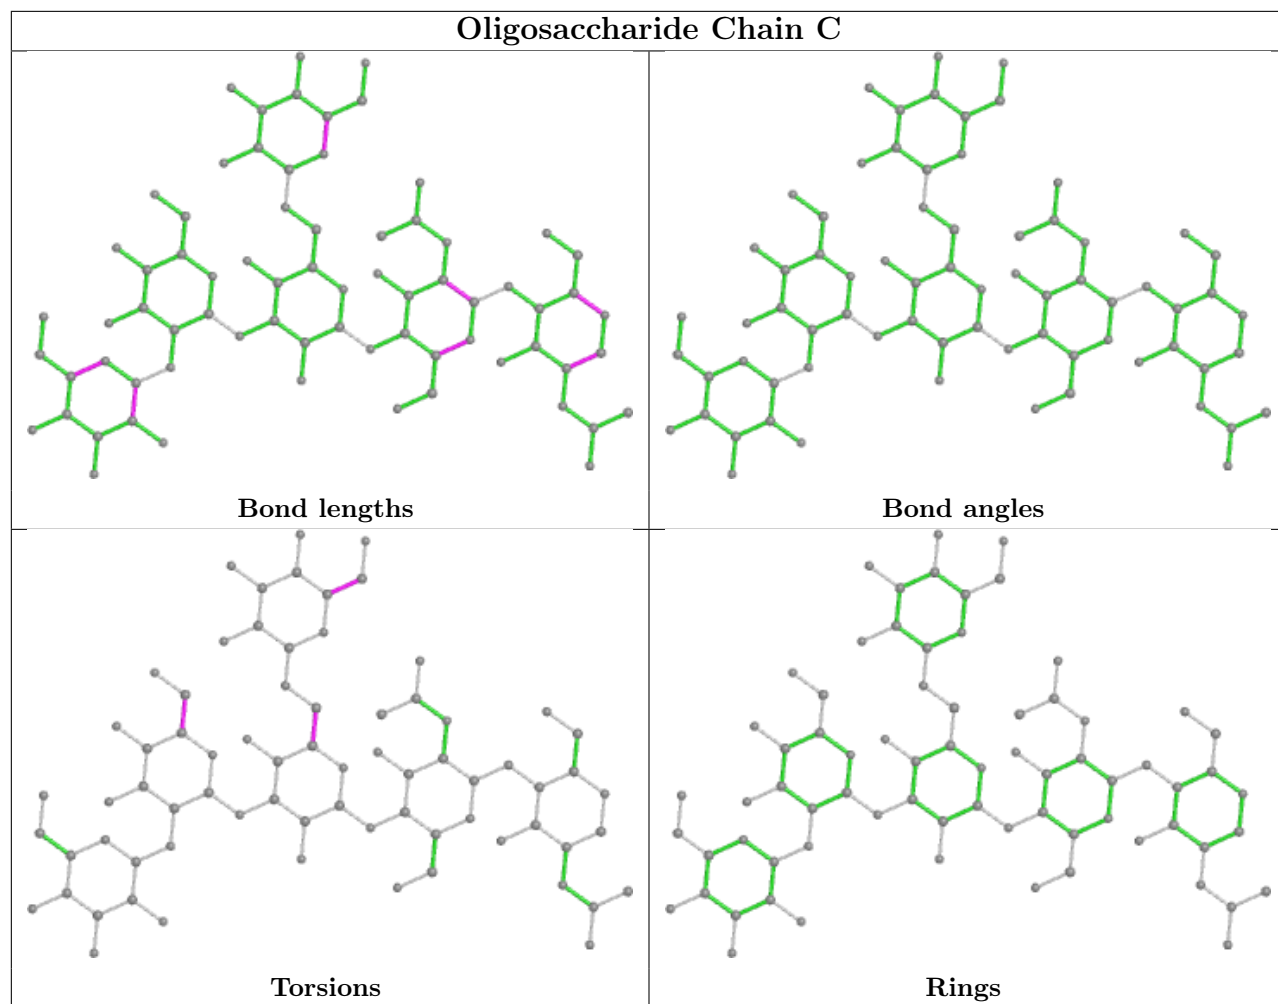 Oligosaccharide Chain C
Bond lengths
Bond angles
Torsions
Rings